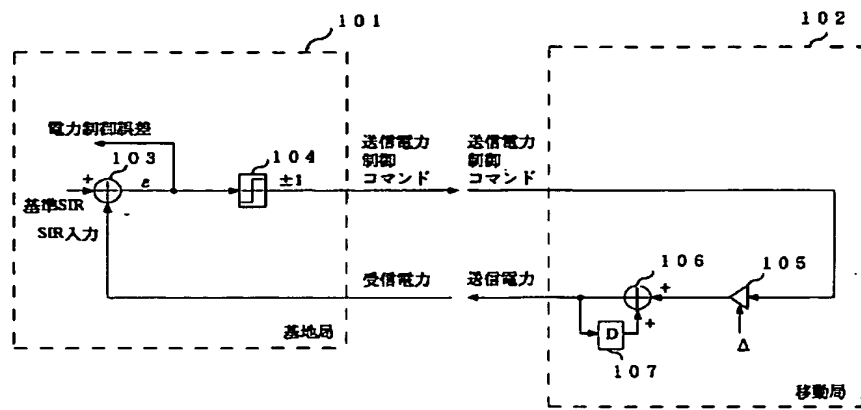 101
102
電力制御誤差
103
104
+
e
±1
基準SIR
SIR入力
-
送信電力
制御
コマンド
送信電力
制御
コマンド
受信電力
送信電力
106
105
+
+
D
107
Δ
基地局
移動局